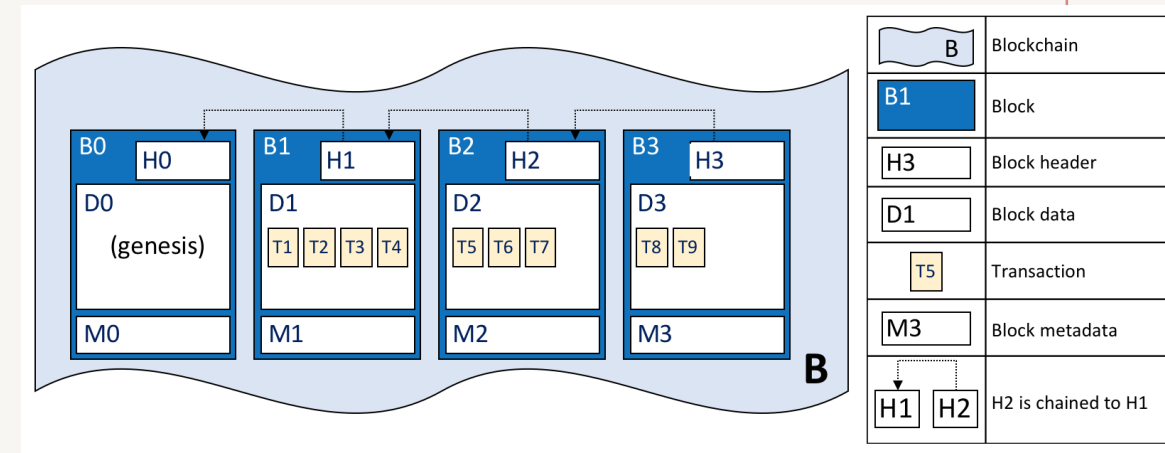 B0
H0
D0
(genesis)
M0
B1
H1
D1
T1 T2 T3 T4
M1
B2
H2
D2
T5 T6 T7
M2
B3
H3
D3
T8 T9
M3
B
B Blockchain
B1 Block
H3 Block header
D1 Block data
T5 Transaction
M3 Block metadata
H1 H2 H2 is chained to H1